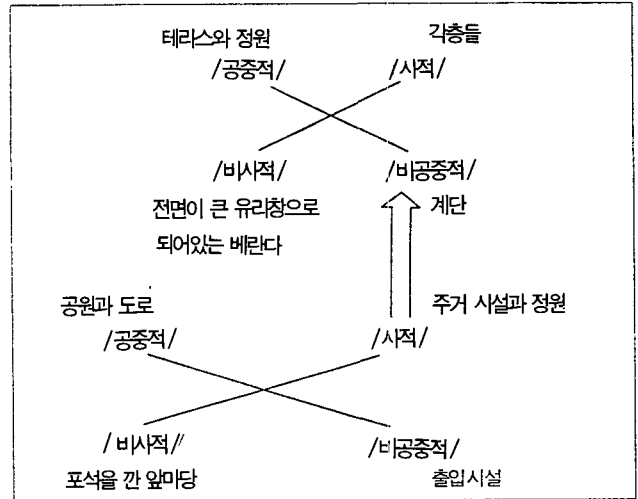 테라스와 정원 각층들
/공중적/ /사적/
/비사적/ /비공중적/
전면이 큰 유리창으로 계단
되어있는 베란다
공원과 도로 주거 시설과 정원
/공중적/ /사적/
/비사적// /비공중적/
포석을 깐 앞마당 출입시설